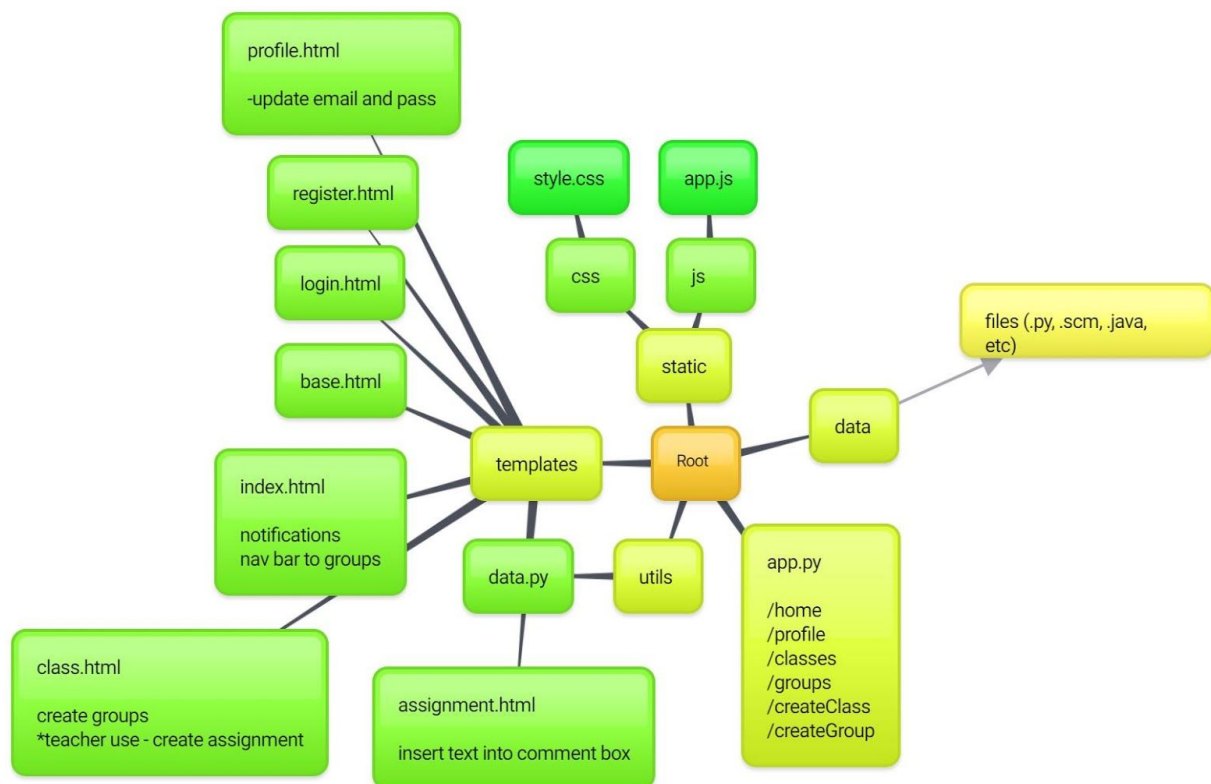 profile.html
-update email and pass
register.html
style.css
app.js
login.html
css
js
files (.py, .scm, .java,
etc)
base.html
static
data
templates
Root
index.html
notifications
nav bar to groups
data.py
utils
app.py
/home
/profile
/classes
/groups
/createClass
/createGroup
class.html
create groups
*teacher use - create assignment
assignment.html
insert text into comment box